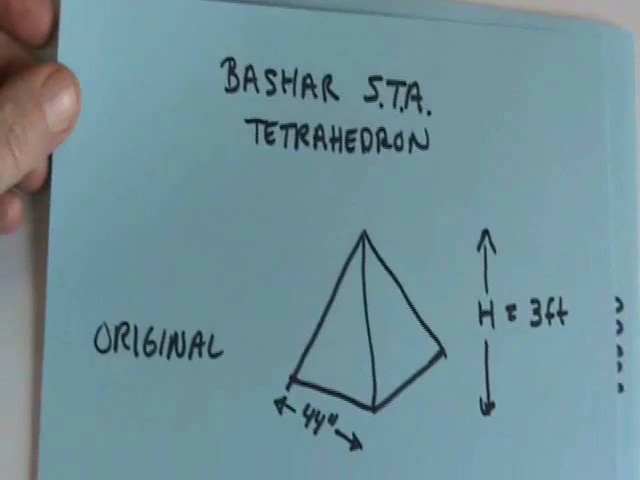 BASHAR S.T.A.
TETRAHEDRON
H = 3ft
ORIGINAL
44"